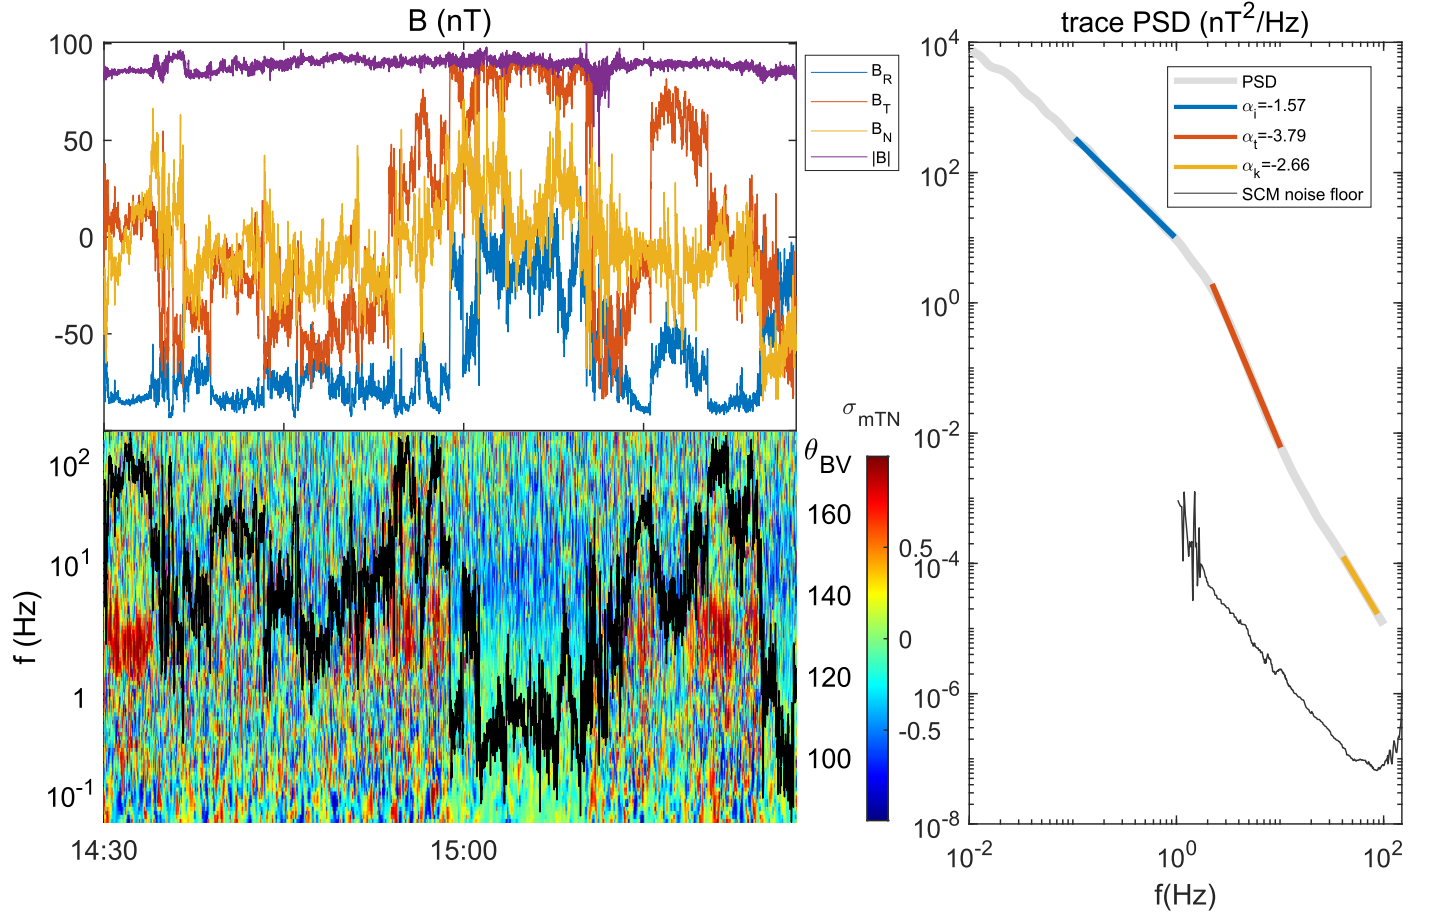 B (nT)
100
50
0
-50
B_R
B_T
B_N
|B|
f (Hz)
10^2
10^1
1
10^-1
14:30
15:00
σ_mTN
θ_BV
160
140
120
100
0.5
0
-0.5
trace PSD (nT^2/Hz)
10^4
10^2
10^0
10^-2
10^-4
10^-6
10^-8
PSD
α_i=-1.57
α_t=-3.79
α_k=-2.66
SCM noise floor
10^-2
10^0
10^2
f(Hz)